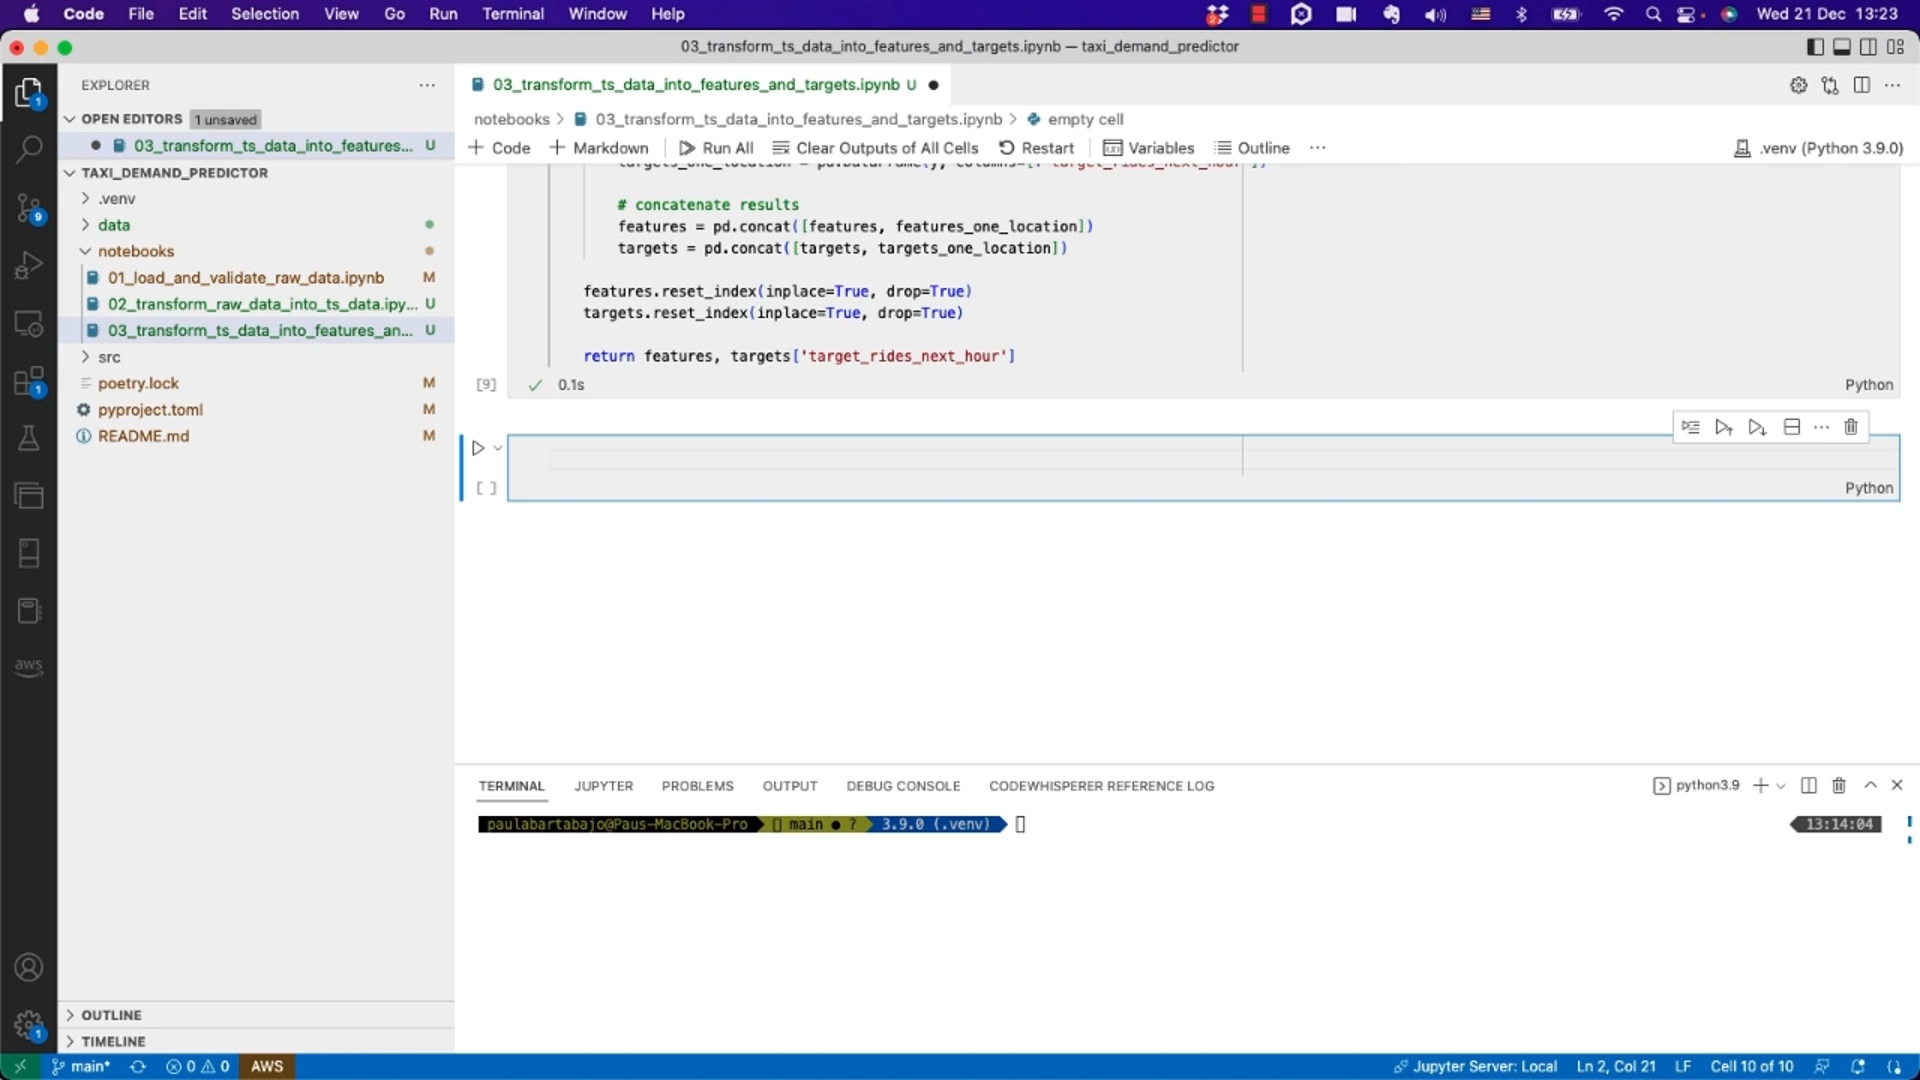 Code File Edit Selection View Go Run Terminal Window Help Wed 21 Dec 13:23
03_transform_ts_data_into_features_and_targets.ipynb — taxi_demand_predictor
EXPLORER
03_transform_ts_data_into_features_and_targets.ipynb U
OPEN EDITORS 1 unsaved
notebooks > 03_transform_ts_data_into_features_and_targets.ipynb > empty cell
03_transform_ts_data_into_features... U
+ Code + Markdown Run All Clear Outputs of All Cells Restart Variables Outline ... .venv (Python 3.9.0)
TAXI_DEMAND_PREDICTOR
.venv
data
notebooks
01_load_and_validate_raw_data.ipynb M
02_transform_raw_data_into_ts_data.ipy... U
03_transform_ts_data_into_features_an... U
src
poetry.lock M
pyproject.toml M
README.md M
# concatenate results
features = pd.concat([features, features_one_location])
targets = pd.concat([targets, targets_one_location])
features.reset_index(inplace=True, drop=True)
targets.reset_index(inplace=True, drop=True)
return features, targets['target_rides_next_hour']
[9] 0.1s Python
[ ] Python
TERMINAL JUPYTER PROBLEMS OUTPUT DEBUG CONSOLE CODEWHISPERER REFERENCE LOG python3.9
paulabartabajo@Paus-MacBook-Pro main ● ? 3.9.0 (.venv) 13:14:04
aws
OUTLINE
TIMELINE
main* 0 0 AWS Jupyter Server: Local Ln 2, Col 21 LF Cell 10 of 10